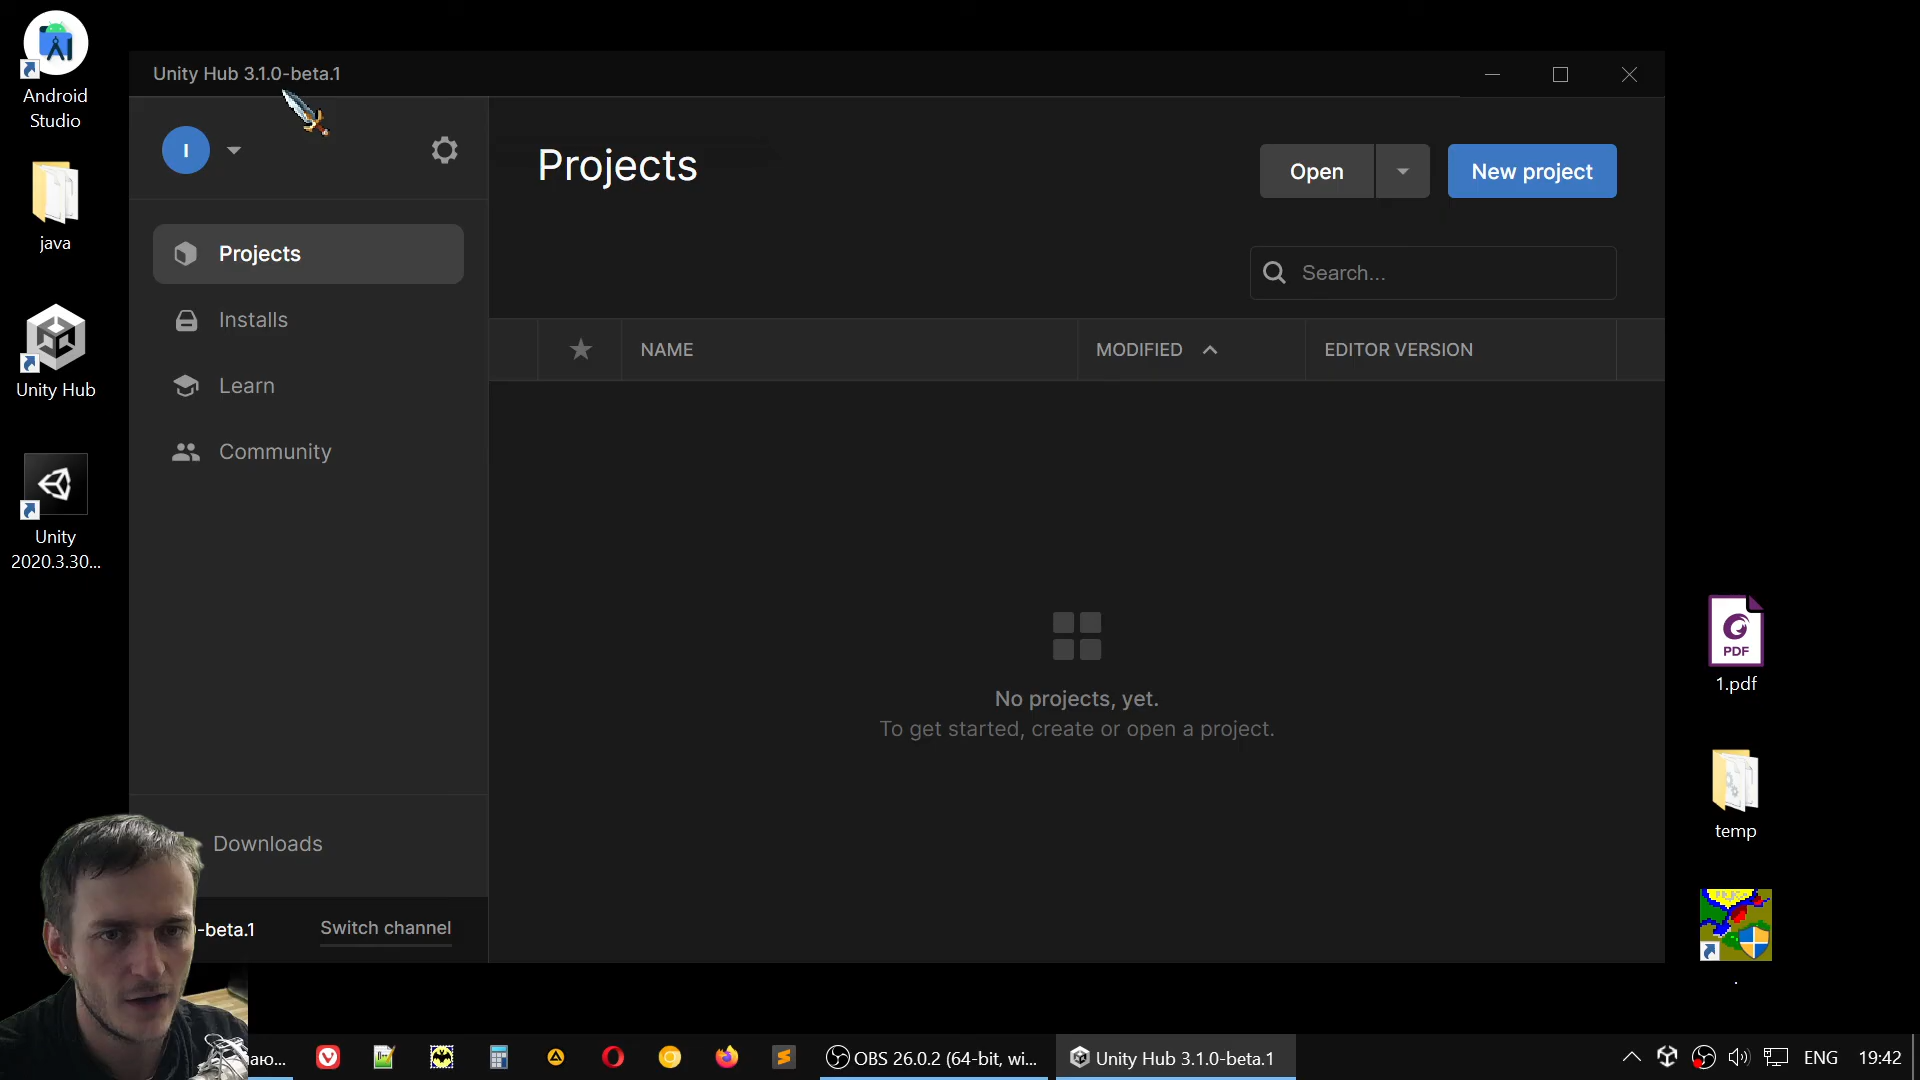 Android
Studio
java
Unity Hub
Unity
2020.3.30...
Unity Hub 3.1.0-beta.1
I
Projects
Installs
Learn
Community
Downloads
-beta.1
Switch channel
Projects
Open
New project
Search...
NAME
MODIFIED
EDITOR VERSION
No projects, yet.
To get started, create or open a project.
PDF
1.pdf
temp
.
аю...
OBS 26.0.2 (64-bit, wi...
Unity Hub 3.1.0-beta.1
ENG
19:42